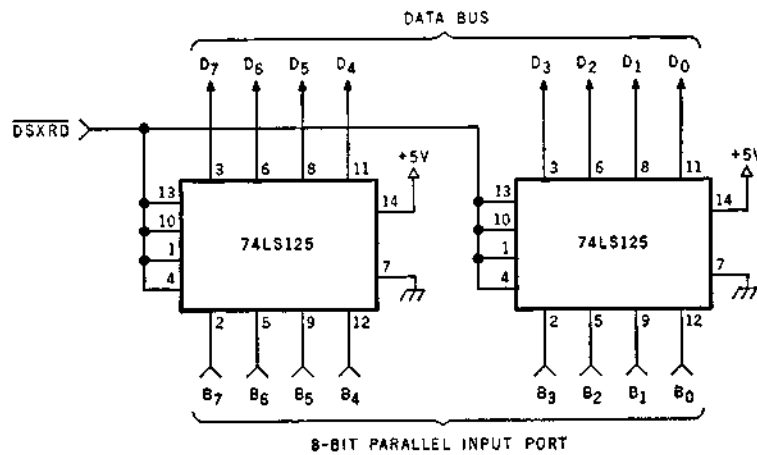 DATA BUS
D7 D6 D5 D4 D3 D2 D1 D0
DSXRD
+5V +5V
3 6 8 11 3 6 8 11
13 14 13 14
10 10
74LS125 74LS125
1 1
7 7
4 4
2 5 9 12 2 5 9 12
B7 B6 B5 B4 B3 B2 B1 B0
8-BIT PARALLEL INPUT PORT